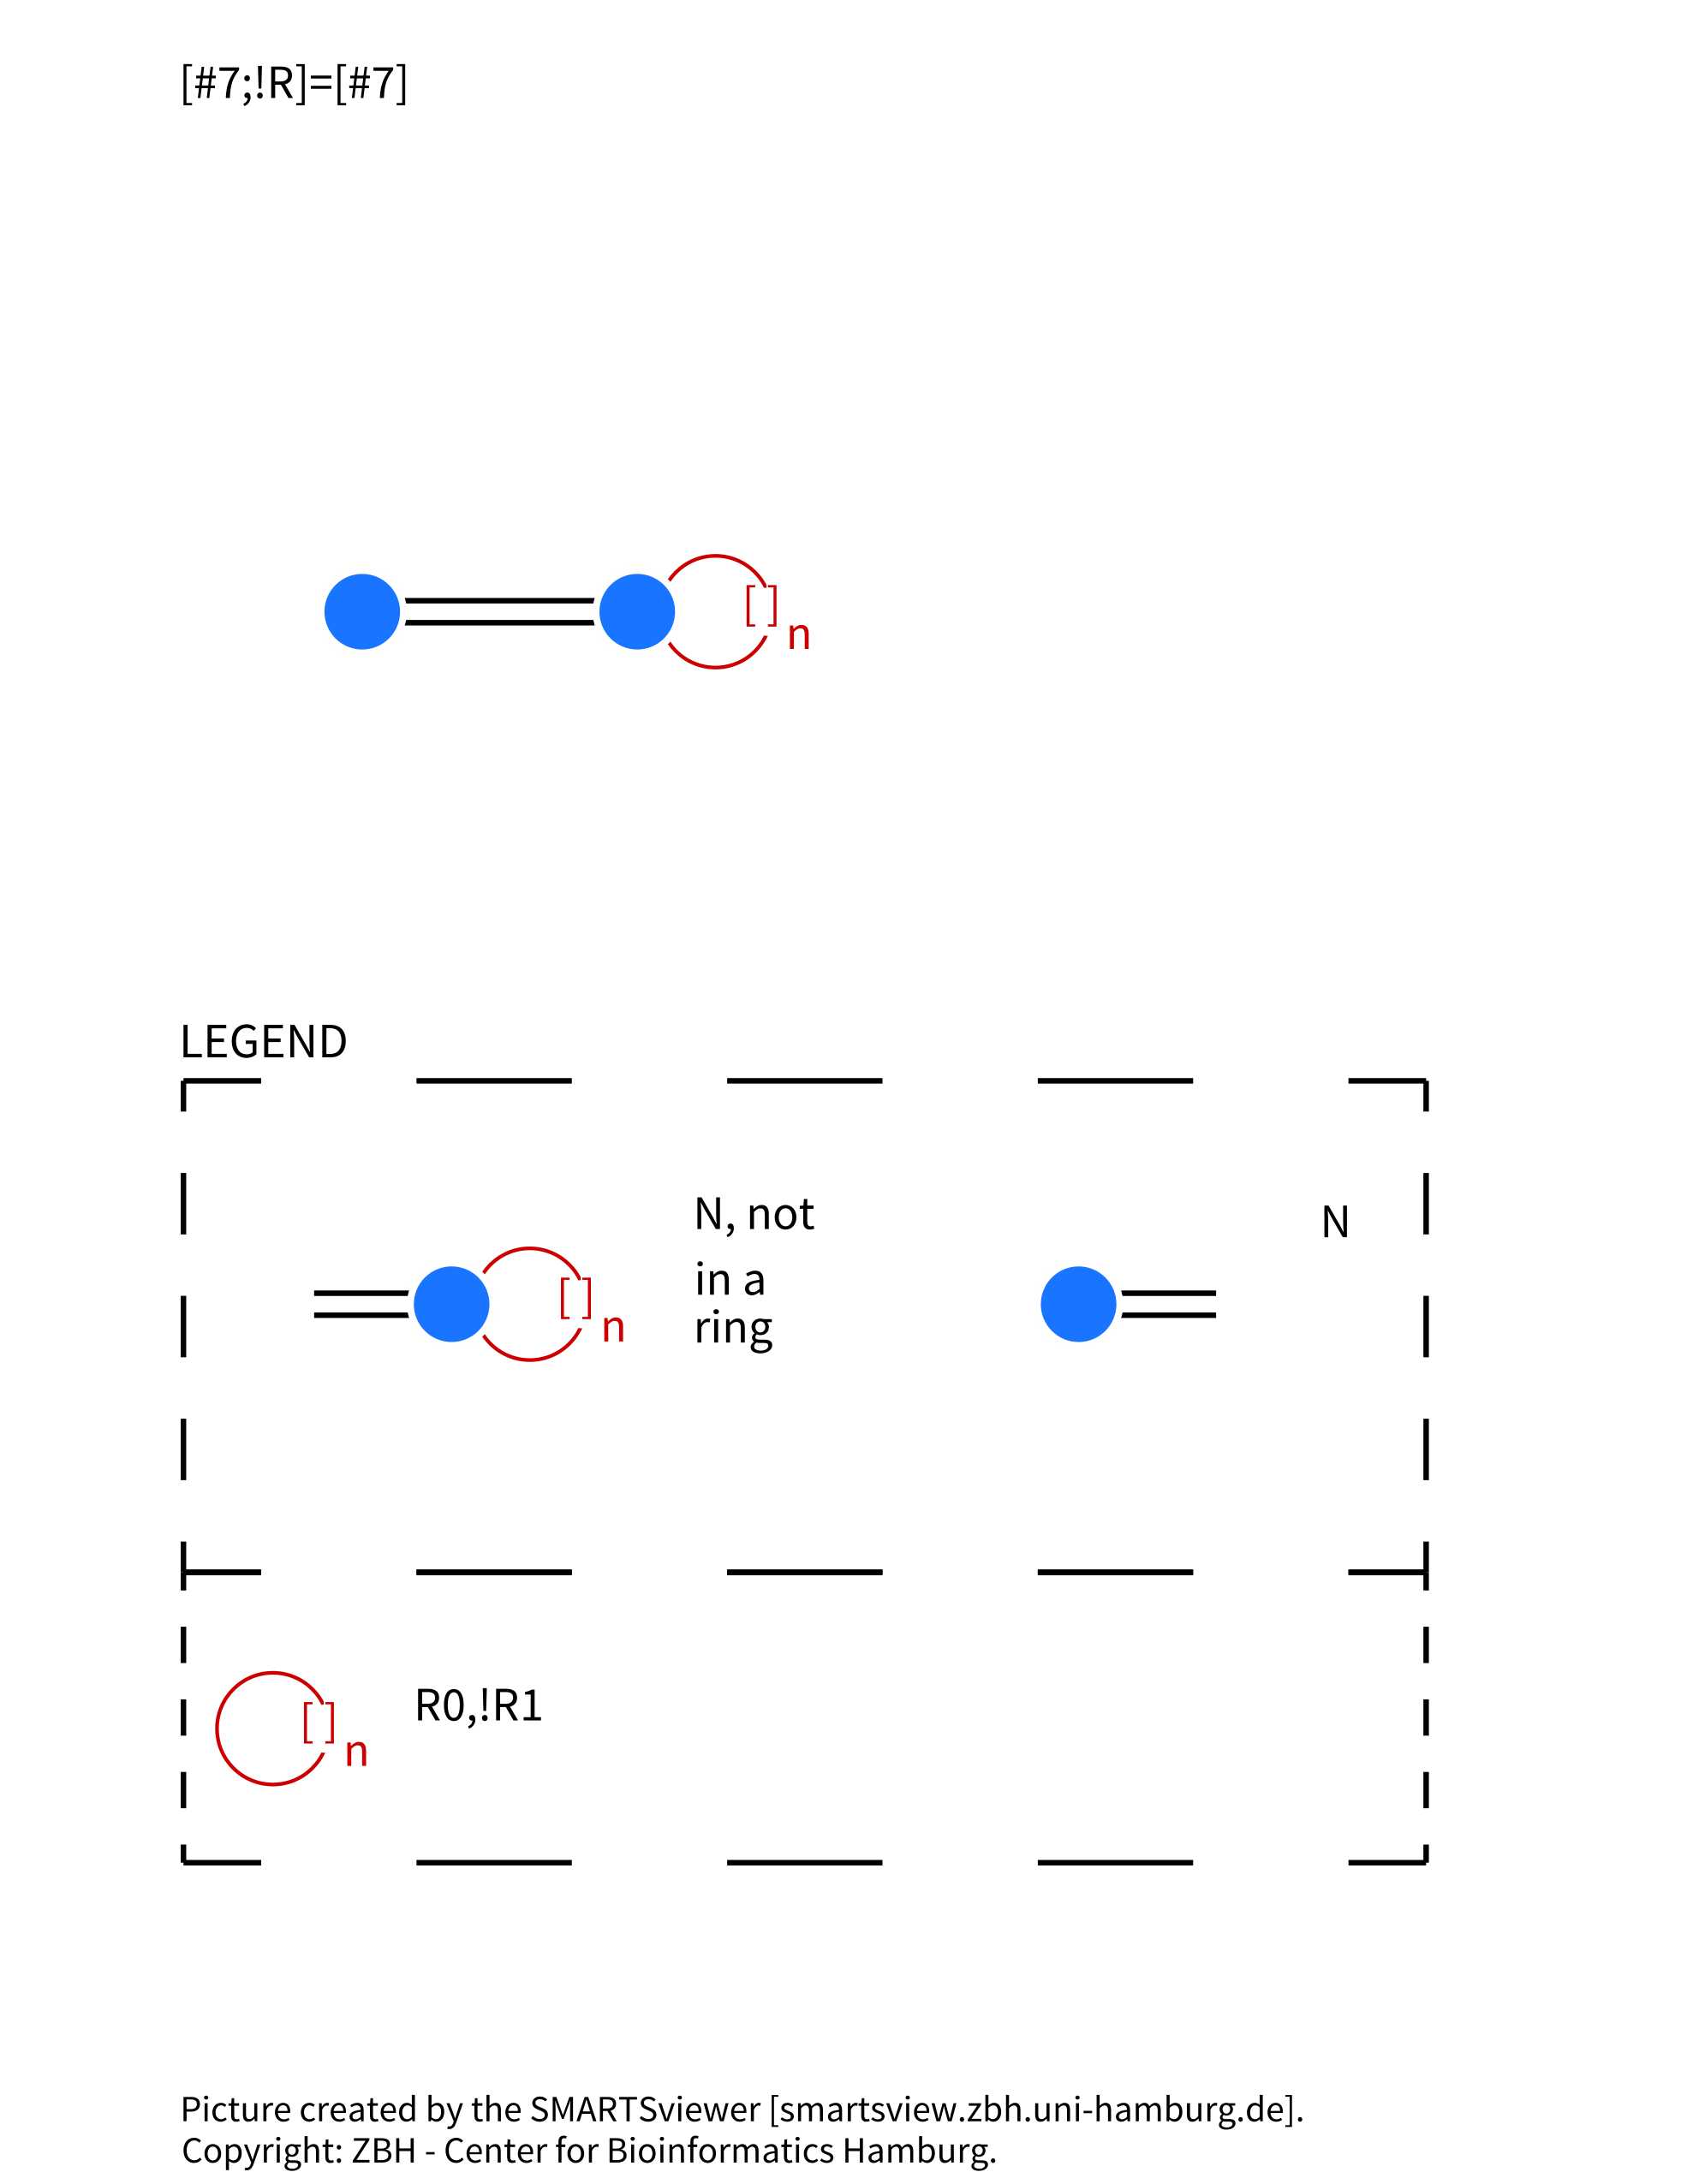 [#7;!R]=[#7]
[]n
LEGEND
[]n
N, not
in a
ring
N
[]n
R0,!R1
Picture created by the SMARTSviewer [smartsview.zbh.uni-hamburg.de].
Copyright: ZBH - Center for Bioinformatics Hamburg.